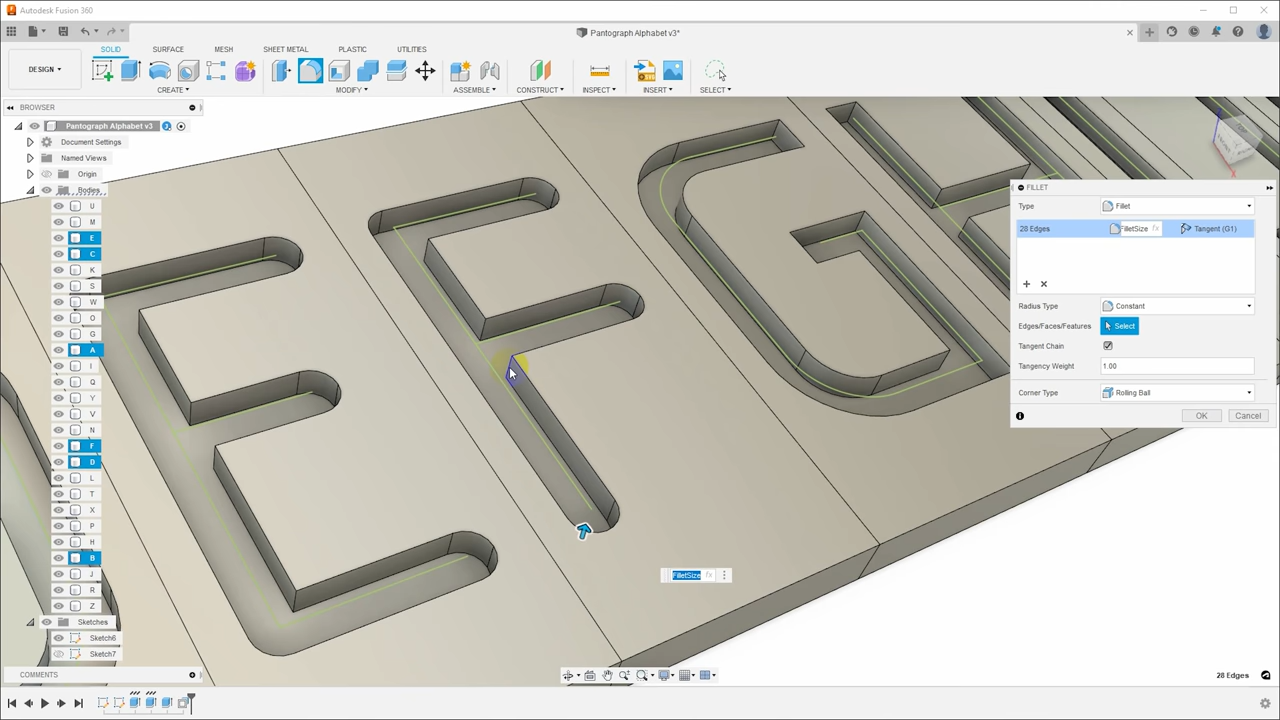 Autodesk Fusion 360
Pantograph Alphabet v3*
SOLID SURFACE MESH SHEET METAL PLASTIC UTILITIES
DESIGN
CREATE MODIFY ASSEMBLE CONSTRUCT INSPECT INSERT SELECT
BROWSER
Pantograph Alphabet v3
Document Settings
Named Views
Origin
Bodies
U
M
E
C
K
S
W
O
G
A
I
Q
Y
V
N
F
D
L
T
X
P
H
B
J
R
Z
Sketches
Sketch6
Sketch7
FILLET
Type Fillet
28 Edges FilletSize fx Tangent (G1)
Radius Type Constant
Edges/Faces/Features Select
Tangent Chain
Tangency Weight 1.00
Corner Type Rolling Ball
OK Cancel
FilletSize fx
COMMENTS
28 Edges